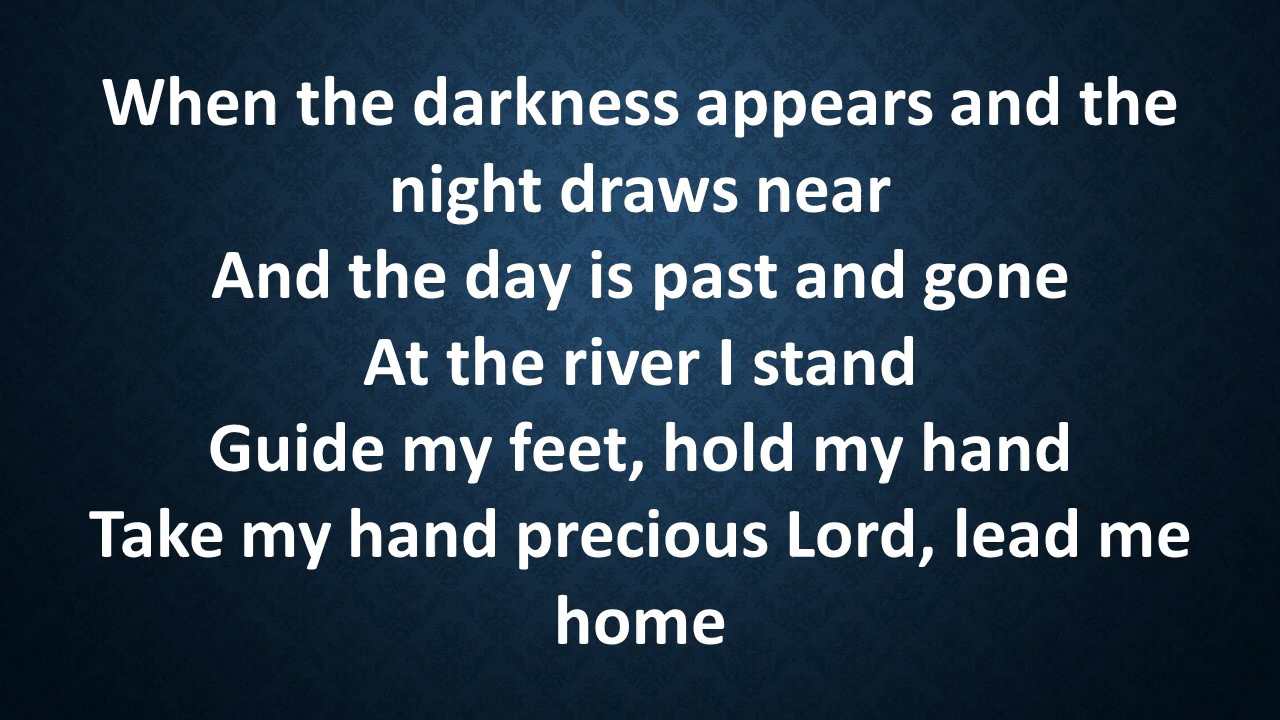 When the darkness appears and the
night draws near
And the day is past and gone
At the river I stand
Guide my feet, hold my hand
Take my hand precious Lord, lead me
home